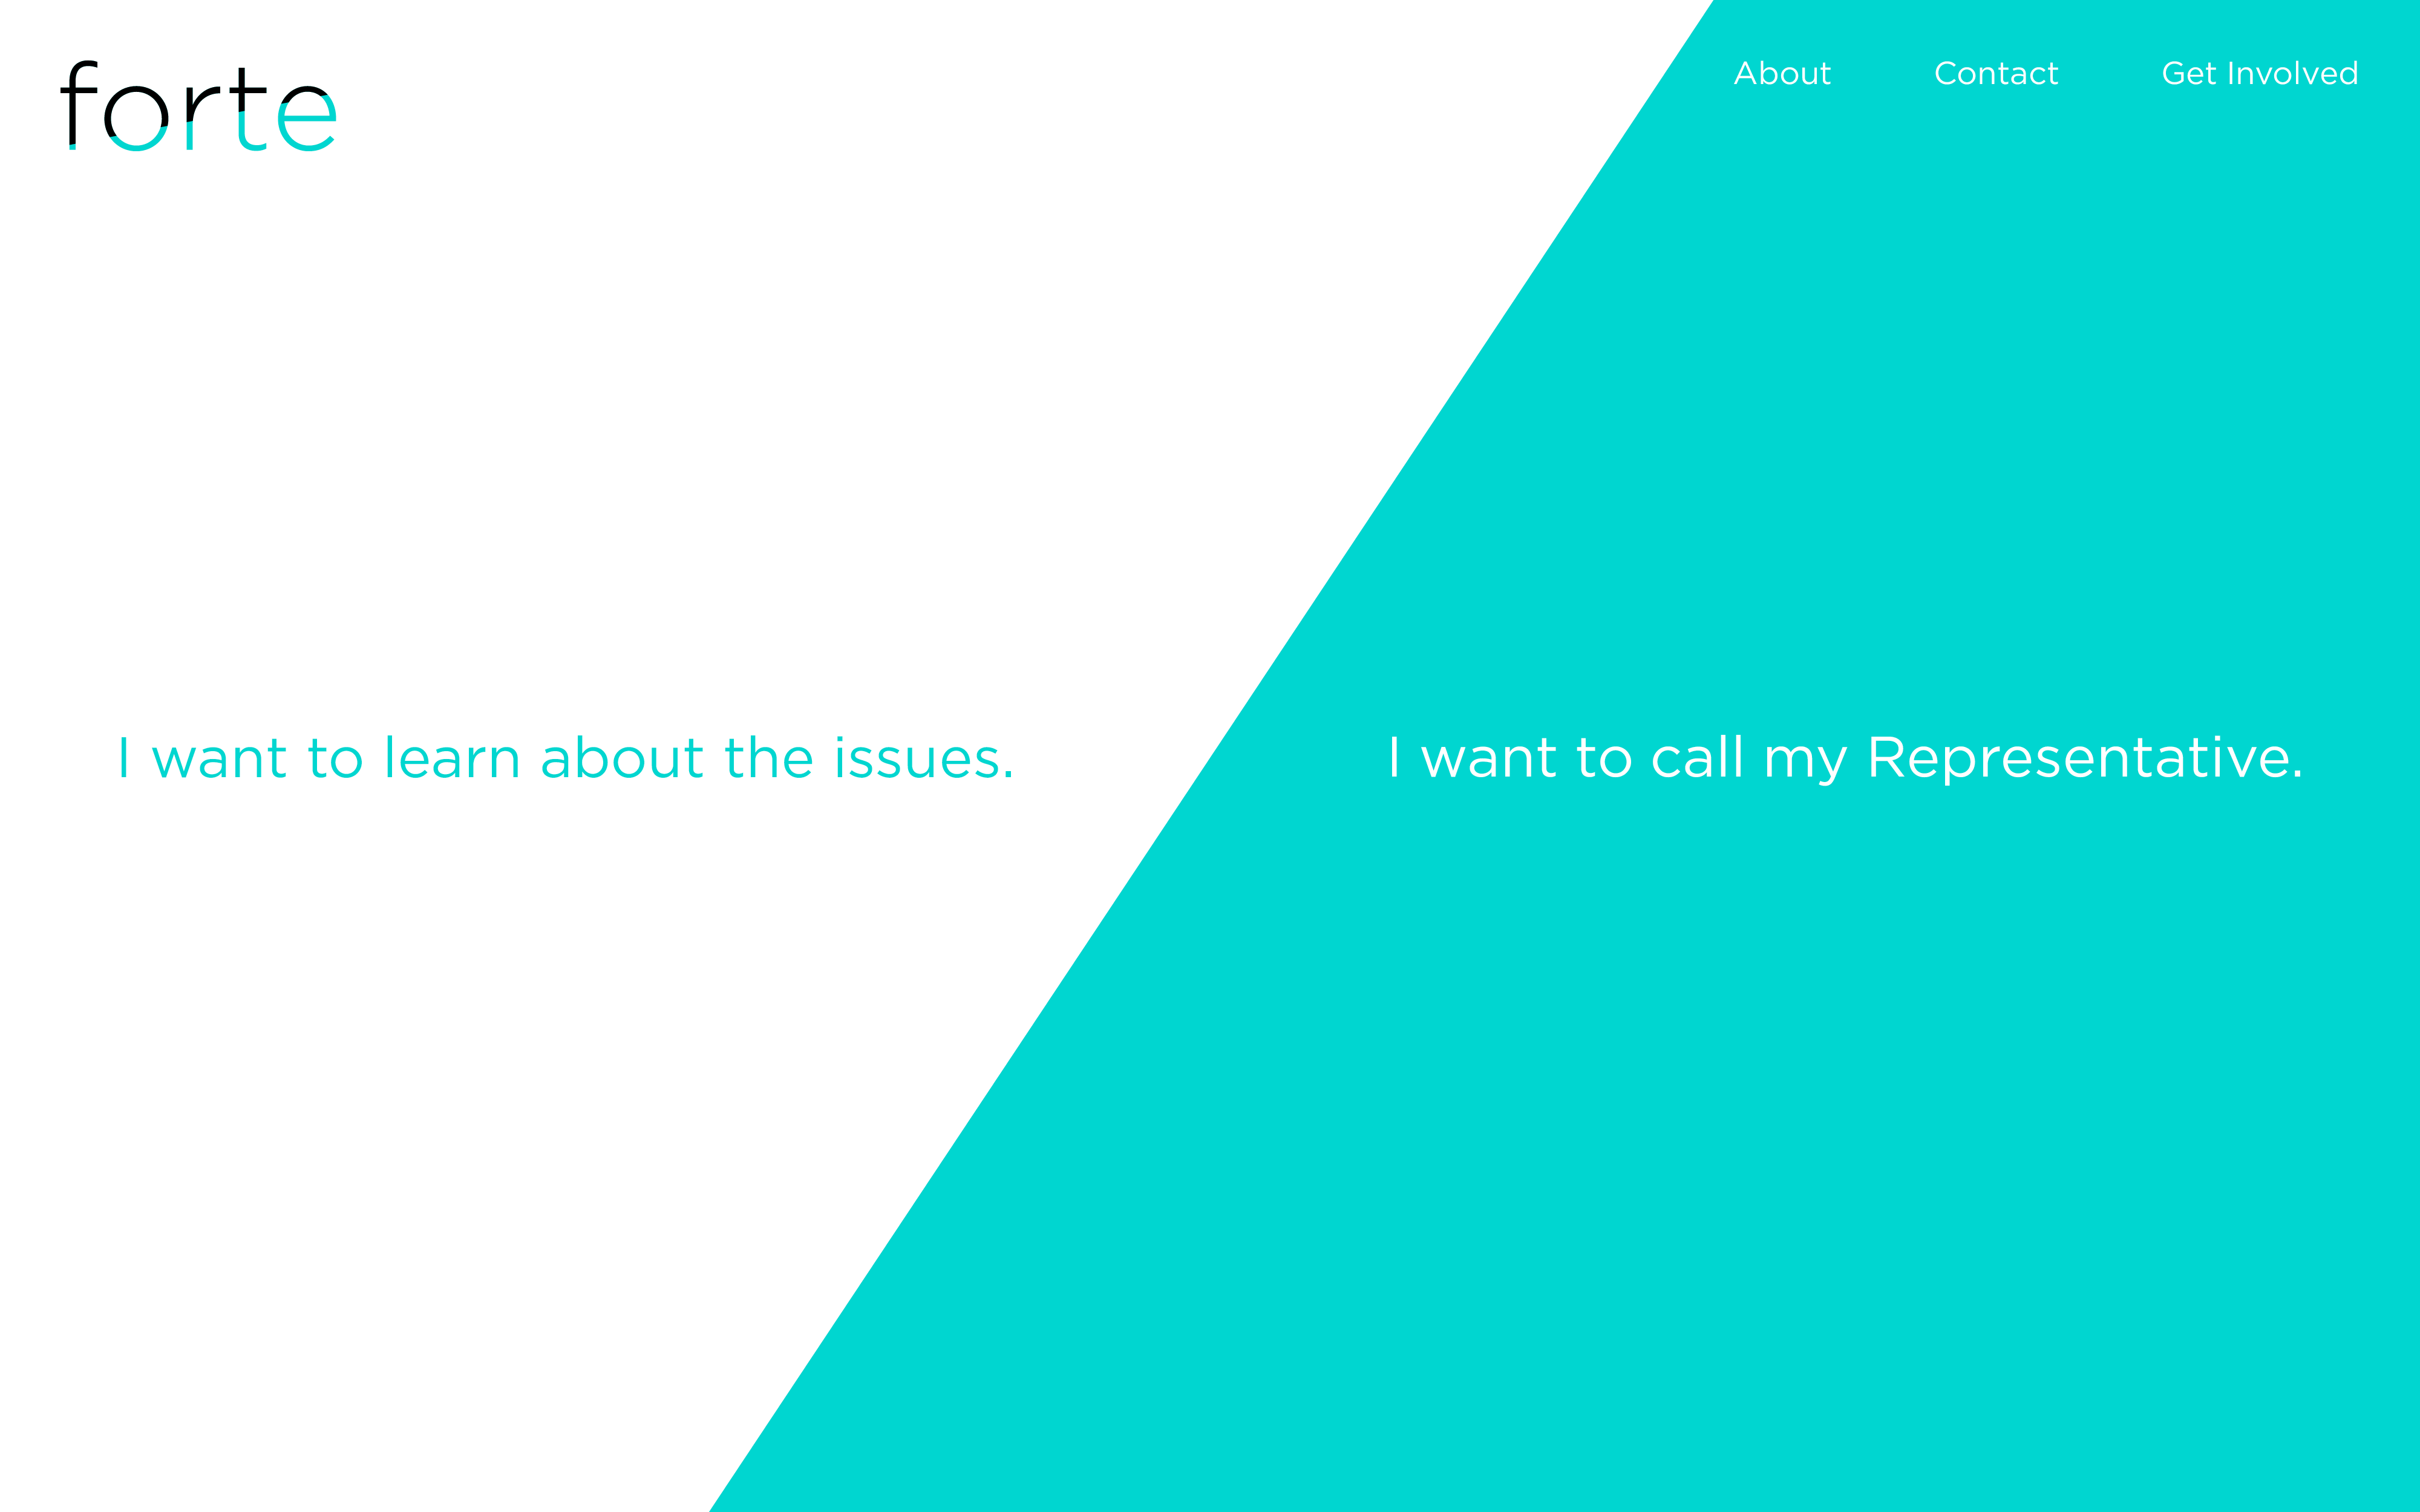 forte
About
Contact
Get Involved
I want to learn about the issues.
I want to call my Representative.